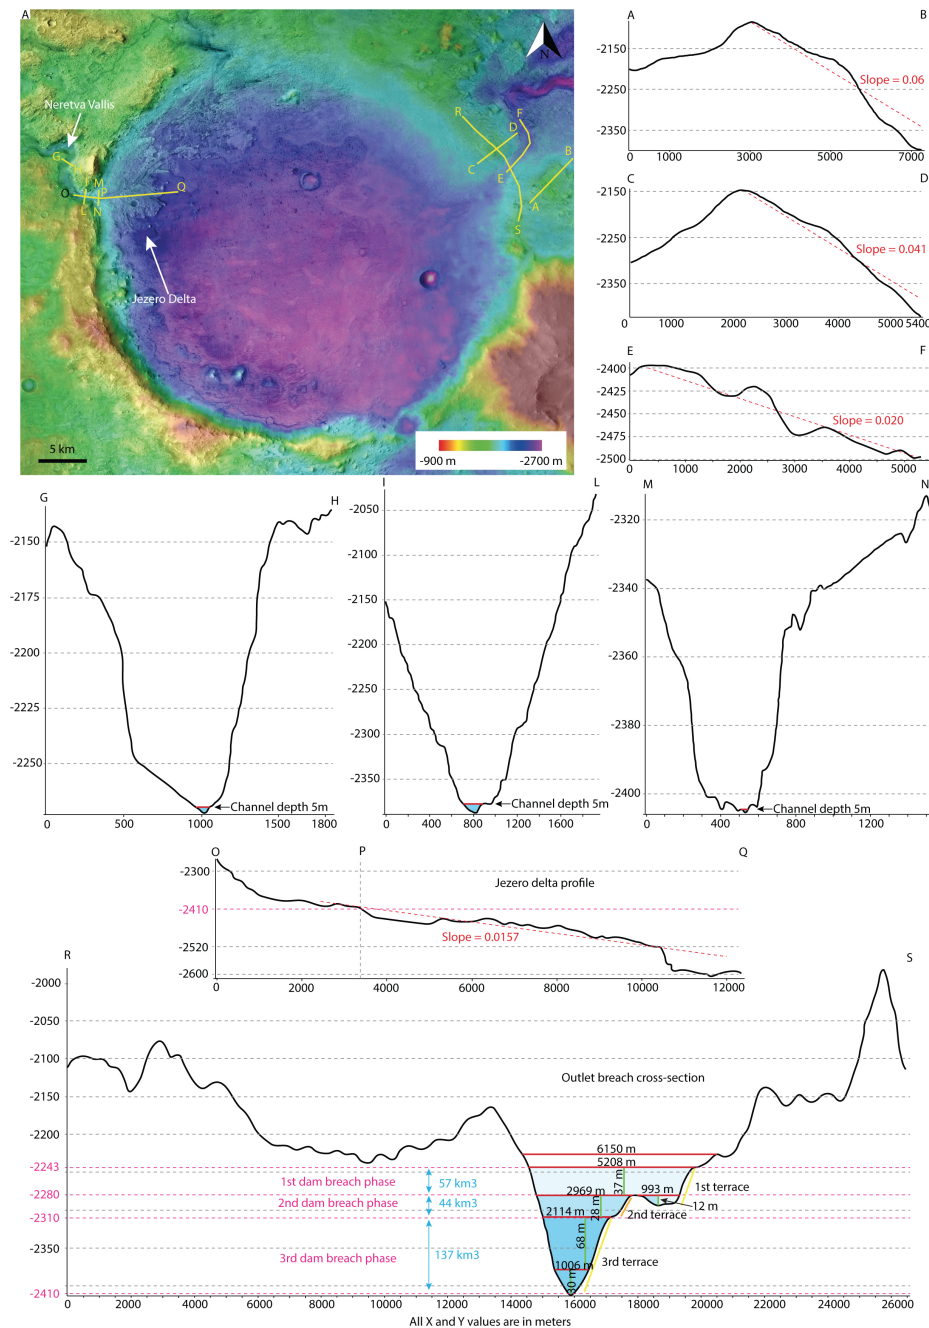 A
Neretva Vallis
G
H
I
M
O
P
Q
L
N
Jezero Delta
R
F
D
B
C
E
A
S
N
5 km
-900 m
-2700 m
A
B
-2150
-2250
-2350
Slope = 0.06
0
1000
3000
5000
7000
C
D
-2150
-2250
-2350
Slope = 0.041
0
1000
2000
3000
4000
5000
5400
E
F
-2400
-2425
-2450
-2475
-2500
Slope = 0.020
0
1000
2000
3000
4000
5000
G
H
-2150
-2175
-2200
-2225
-2250
Channel depth 5m
0
500
1000
1500
1800
I
L
-2050
-2100
-2150
-2200
-2250
-2300
-2350
Channel depth 5m
0
400
800
1200
1600
M
N
-2320
-2340
-2360
-2380
-2400
Channel depth 5m
0
400
800
1200
O
P
Q
-2300
-2410
-2520
-2600
Jezero delta profile
Slope = 0.0157
0
2000
4000
6000
8000
10000
12000
R
S
-2000
-2050
-2100
-2150
-2200
-2243
-2280
-2310
-2350
-2410
Outlet breach cross-section
6150 m
5208 m
37 m
1st dam breach phase
57 km3
2969 m
993 m
1st terrace
12 m
2nd dam breach phase
44 km3
28 m
2114 m
2nd terrace
68 m
3rd dam breach phase
137 km3
1006 m
3rd terrace
30 m
0
2000
4000
6000
8000
10000
12000
14000
16000
18000
20000
22000
24000
26000
All X and Y values are in meters